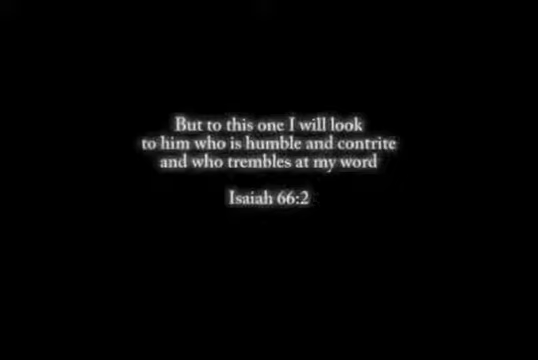 But to this one I will look
to him who is humble and contrite
and who trembles at my word
Isaiah 66:2